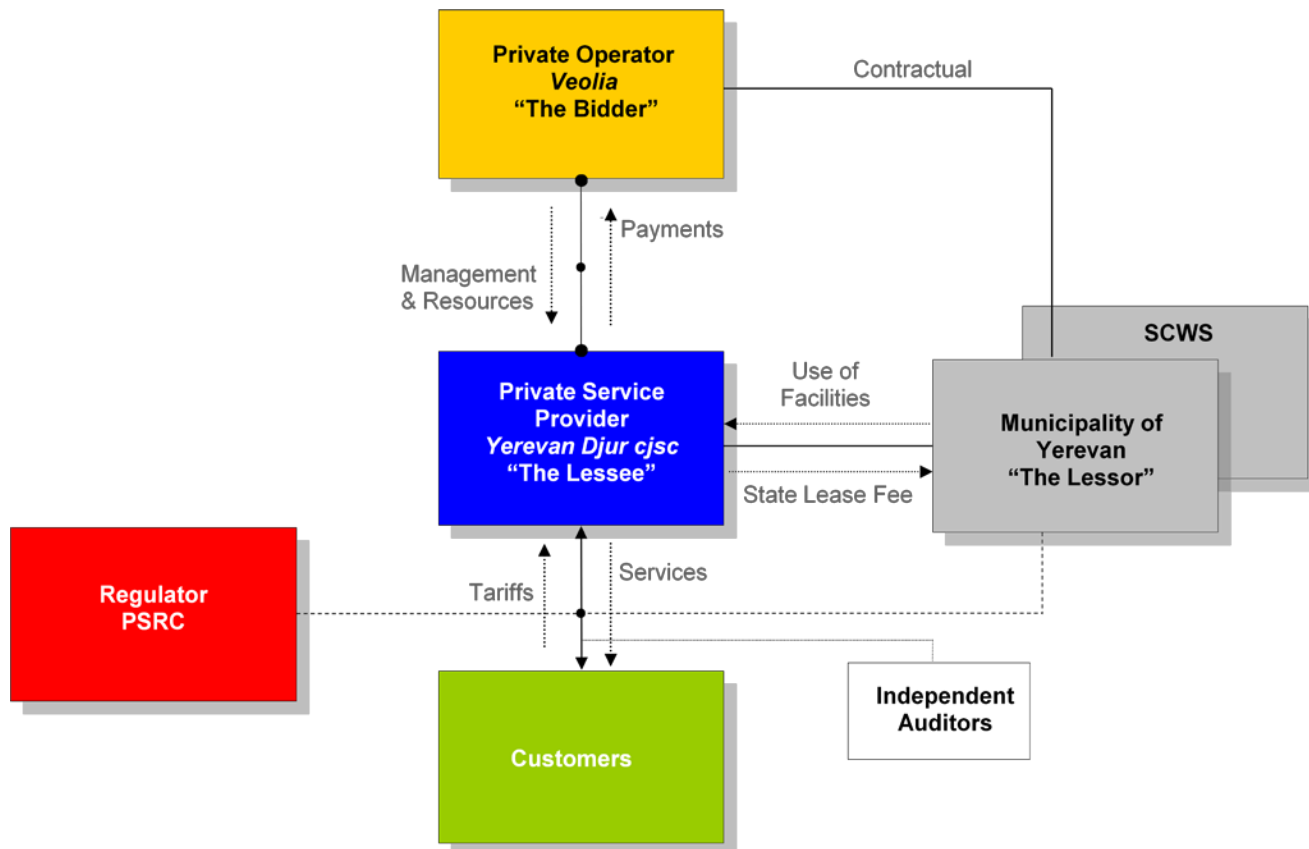 Private Operator
Veolia
“The Bidder”
Contractual
Payments
Management
& Resources
SCWS
Private Service
Provider
Yerevan Djur cjsc
“The Lessee”
Use of
Facilities
Municipality of
Yerevan
“The Lessor”
State Lease Fee
Regulator
PSRC
Tariffs
Services
Independent
Auditors
Customers